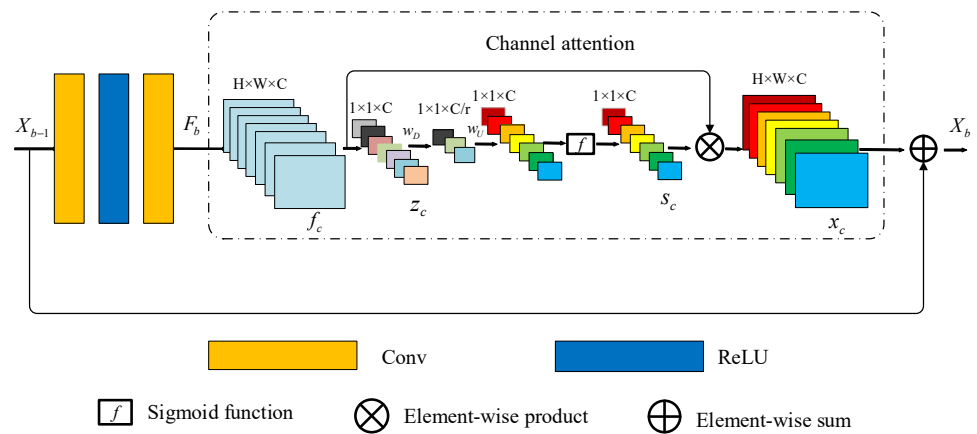 Channel attention
H×W×C
1×1×C
1×1×C/r
1×1×C
1×1×C
H×W×C
X_{b-1}
F_b
w_D
w_U
f
X_b
f_c
z_c
s_c
x_c
Conv
ReLU
f Sigmoid function
Element-wise product
Element-wise sum